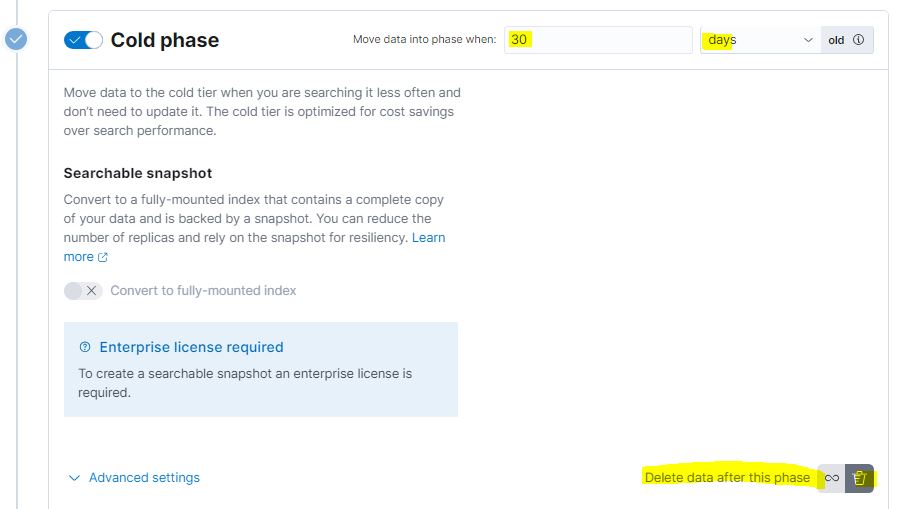 Cold phase
Move data into phase when: 30 days old
Move data to the cold tier when you are searching it less often and
don’t need to update it. The cold tier is optimized for cost savings
over search performance.
Searchable snapshot
Convert to a fully-mounted index that contains a complete copy
of your data and is backed by a snapshot. You can reduce the
number of replicas and rely on the snapshot for resiliency. Learn
more
Convert to fully-mounted index
Enterprise license required
To create a searchable snapshot an enterprise license is
required.
Advanced settings
Delete data after this phase